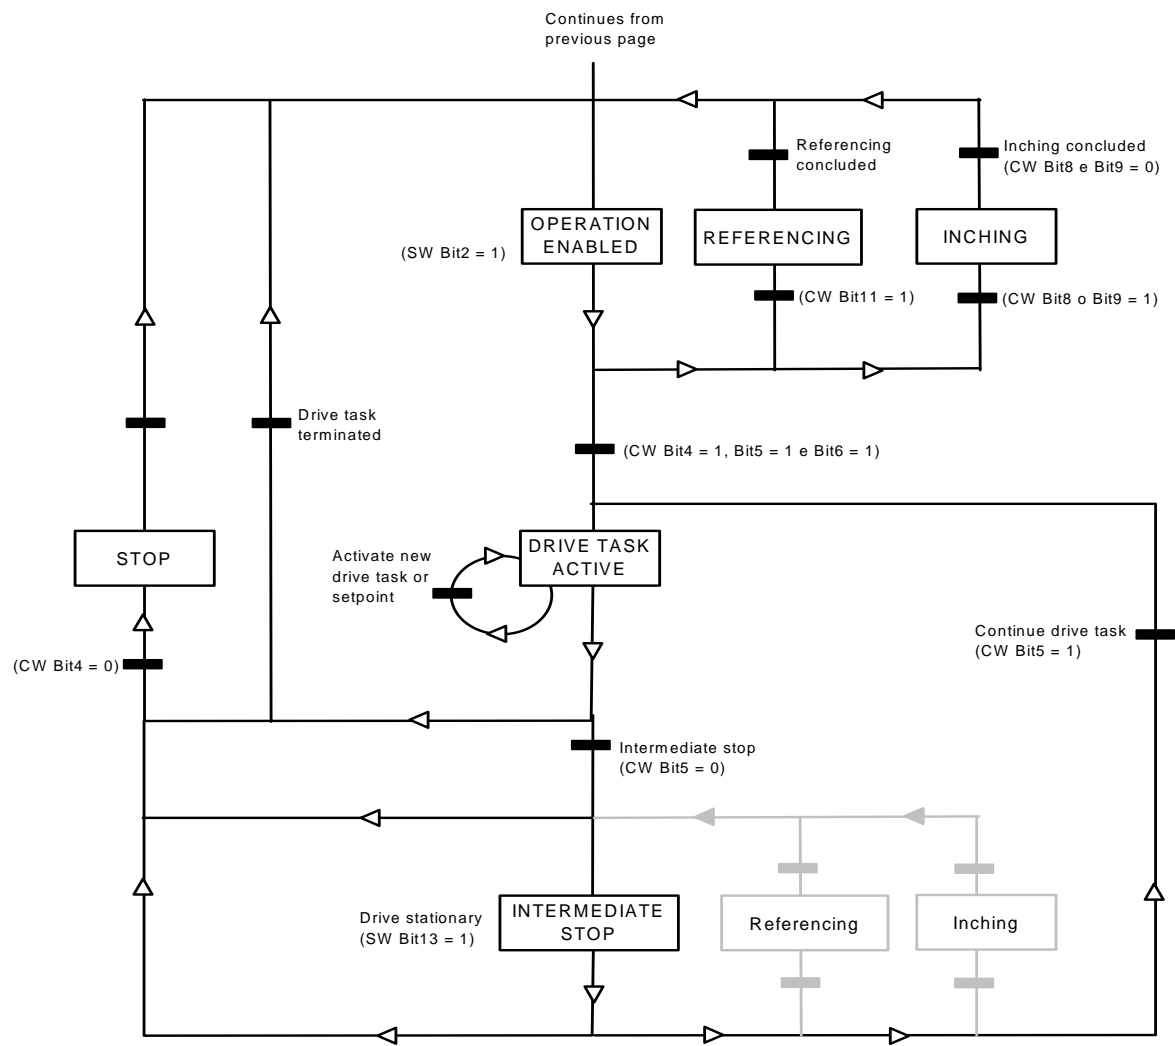 Continues from
previous page
Referencing
concluded
Inching concluded
(CW Bit8 e Bit9 = 0)
OPERATION
ENABLED
(SW Bit2 = 1)
REFERENCING
INCHING
(CW Bit11 = 1)
(CW Bit8 o Bit9 = 1)
Drive task
terminated
(CW Bit4 = 1, Bit5 = 1 e Bit6 = 1)
STOP
Activate new
drive task or
setpoint
DRIVE TASK
ACTIVE
Continue drive task
(CW Bit5 = 1)
(CW Bit4 = 0)
Intermediate stop
(CW Bit5 = 0)
Drive stationary
(SW Bit13 = 1)
INTERMEDIATE
STOP
Referencing
Inching